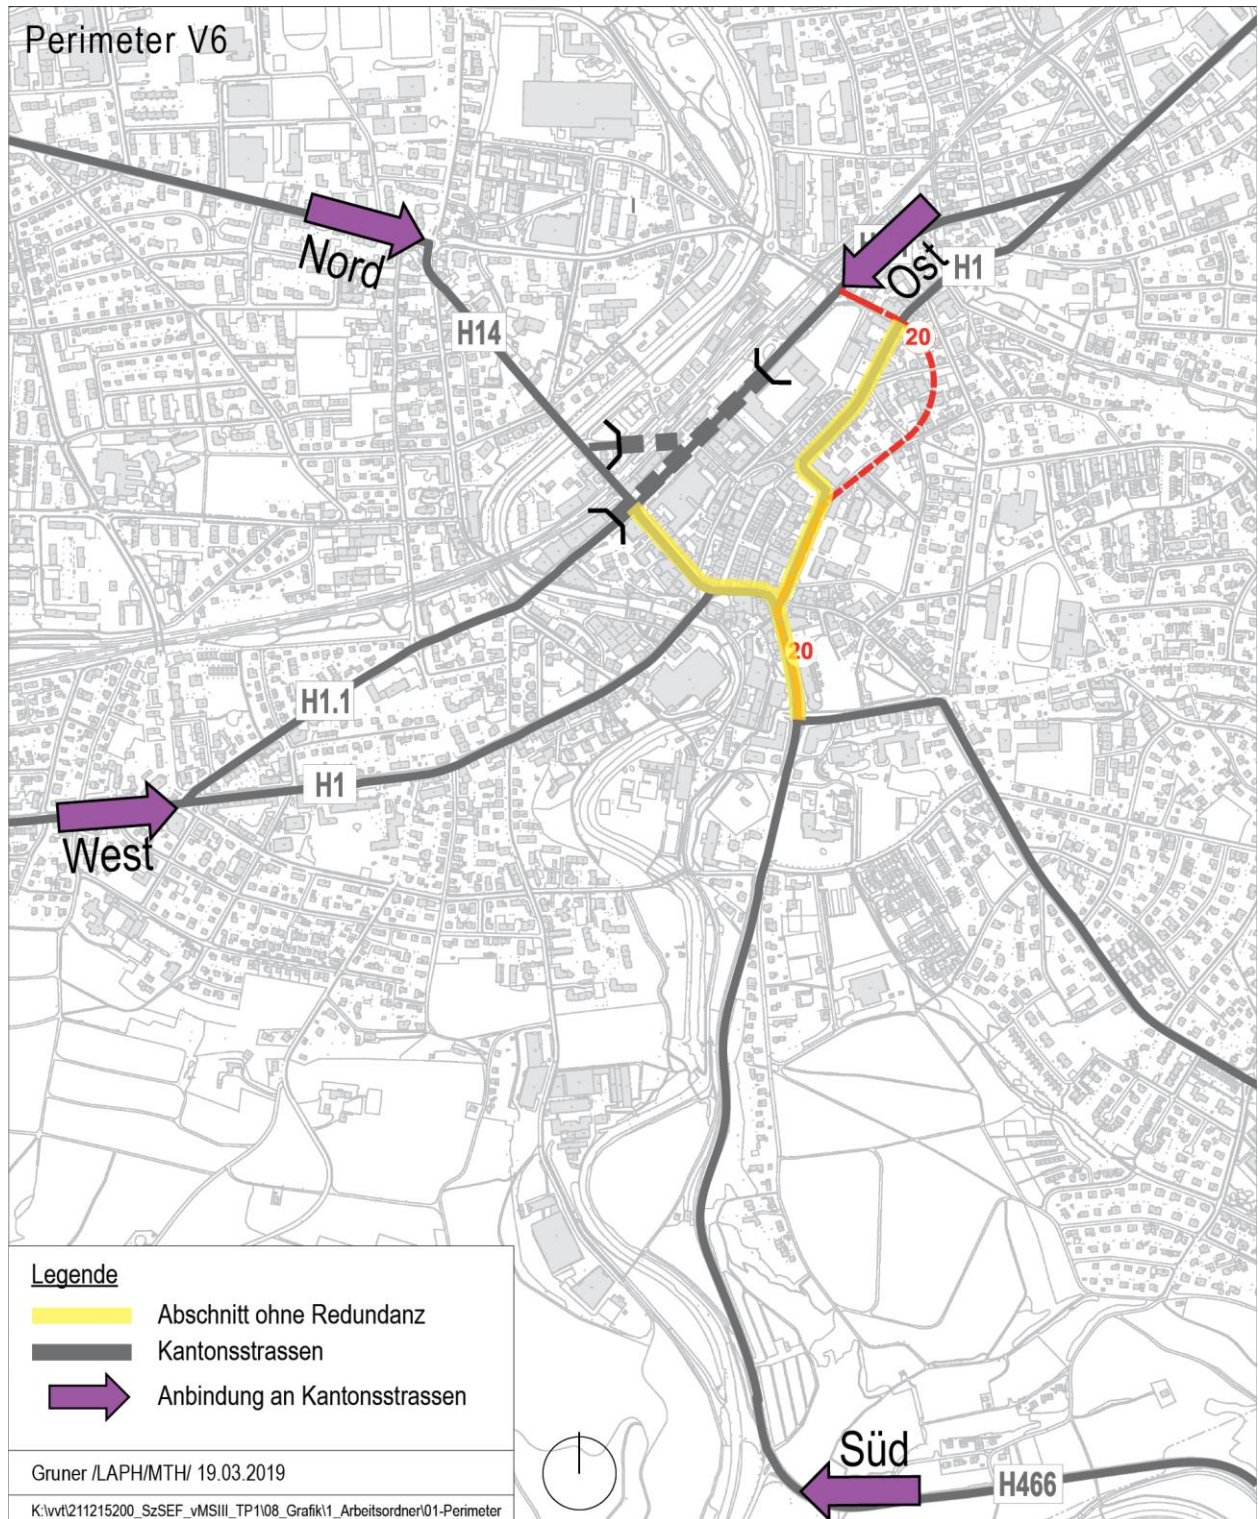 Perimeter V6
Nord
Ost
H1
H14
20
20
H1.1
H1
West
Süd
H466
Legende
Abschnitt ohne Redundanz
Kantonsstrassen
Anbindung an Kantonsstrassen
Gruner /LAPH/MTH/ 19.03.2019
K:\vvt\211215200_SzSEF_vMSIII_TP1\08_Grafik\1_Arbeitsordner\01-Perimeter